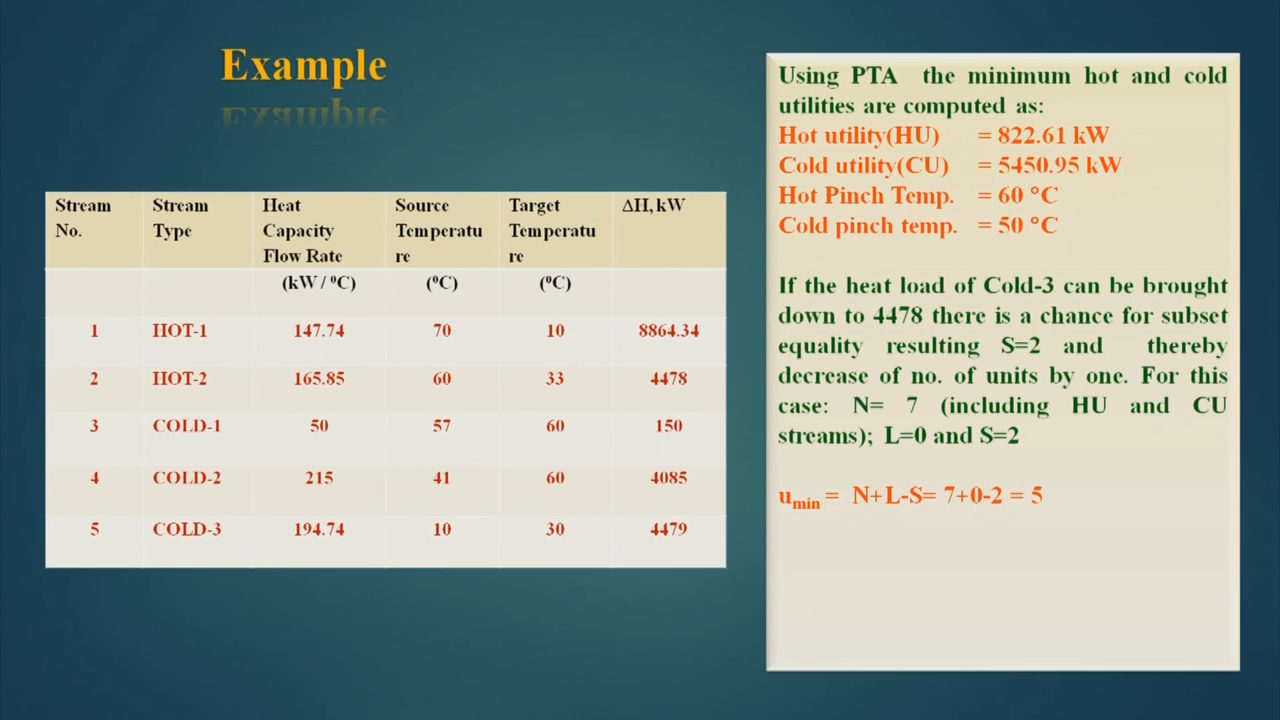 Example
Stream Stream Heat Source Target ΔH, kW
No. Type Capacity Temperatu Temperatu
Flow Rate re re
(kW / ⁰C) (⁰C) (⁰C)
1 HOT-1 147.74 70 10 8864.34
2 HOT-2 165.85 60 33 4478
3 COLD-1 50 57 60 150
4 COLD-2 215 41 60 4085
5 COLD-3 194.74 10 30 4479
Using PTA the minimum hot and cold
utilities are computed as:
Hot utility(HU) = 822.61 kW
Cold utility(CU) = 5450.95 kW
Hot Pinch Temp. = 60 °C
Cold pinch temp. = 50 °C
If the heat load of Cold-3 can be brought
down to 4478 there is a chance for subset
equality resulting S=2 and thereby
decrease of no. of units by one. For this
case: N= 7 (including HU and CU
streams); L=0 and S=2
umin = N+L-S= 7+0-2 = 5